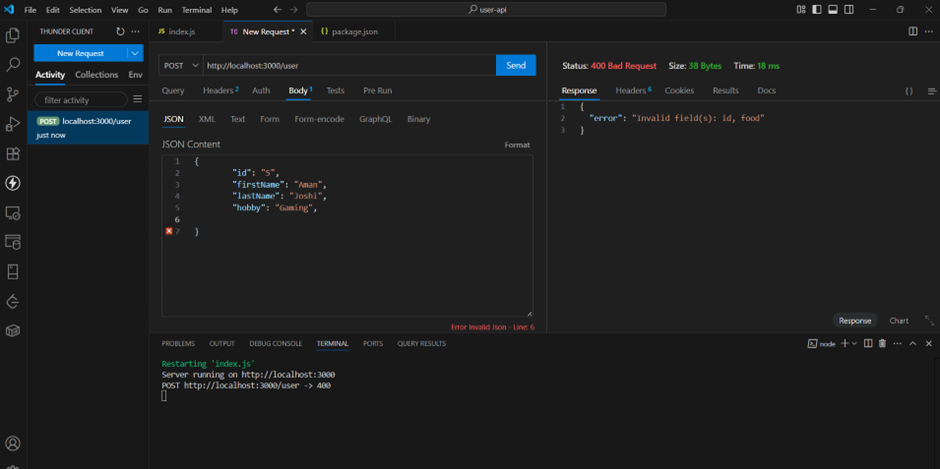 File Edit Selection View Go Run Terminal Help
user-api
THUNDER CLIENT
New Request
Activity Collections Env
filter activity
POST localhost:3000/user
just now
JS index.js
TC New Request * ×
{} package.json
POST http://localhost:3000/user Send
Query Headers 2 Auth Body 1 Tests Pre Run
JSON XML Text Form Form-encode GraphQL Binary
JSON Content Format
1 {
2 "id": "5",
3 "firstName": "Aman",
4 "lastName": "Joshi",
5 "hobby": "Gaming",
6
7 }
Error Invalid Json - Line: 6
Status: 400 Bad Request Size: 38 Bytes Time: 18 ms
Response Headers 6 Cookies Results Docs {}
1 {
2 "error": "Invalid field(s): id, food"
3 }
Response Chart
PROBLEMS OUTPUT DEBUG CONSOLE TERMINAL PORTS QUERY RESULTS
node
Restarting 'index.js'
Server running on http://localhost:3000
POST http://localhost:3000/user -> 400